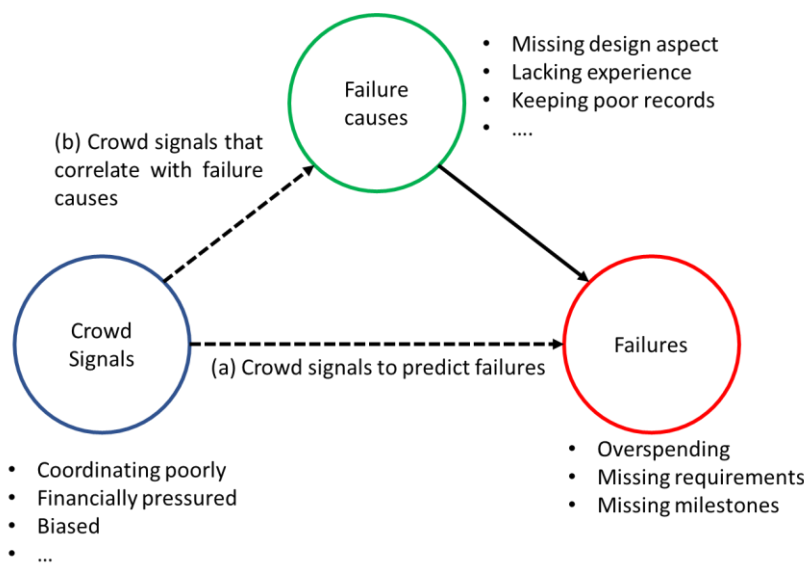 Failure
causes
• Missing design aspect
• Lacking experience
• Keeping poor records
• ....
(b) Crowd signals that
correlate with failure
causes
Crowd
Signals
(a) Crowd signals to predict failures
Failures
• Coordinating poorly
• Financially pressured
• Biased
• ...
• Overspending
• Missing requirements
• Missing milestones